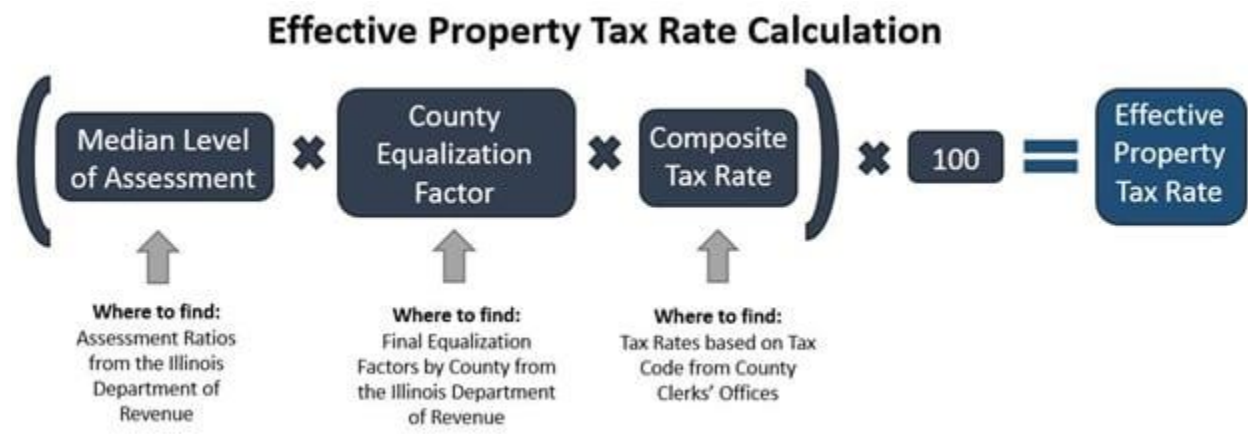 Effective Property Tax Rate Calculation
(
Median Level
of Assessment
✖
County
Equalization
Factor
✖
Composite
Tax Rate
)
✖
100
=
Effective
Property
Tax Rate
Where to find:
Assessment Ratios
from the Illinois
Department of
Revenue
Where to find:
Final Equalization
Factors by County from
the Illinois Department
of Revenue
Where to find:
Tax Rates based on Tax
Code from County
Clerks' Offices